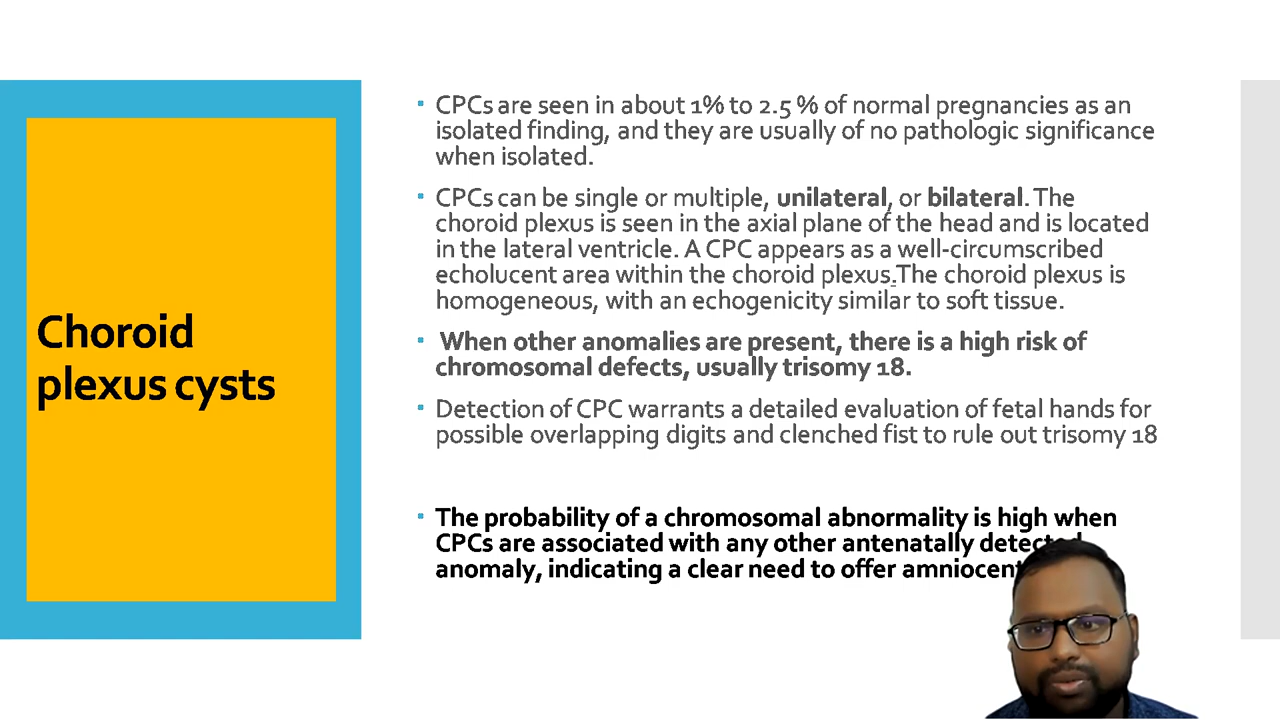 Choroid
plexus cysts
▪ CPCs are seen in about 1% to 2.5 % of normal pregnancies as an
isolated finding, and they are usually of no pathologic significance
when isolated.
▪ CPCs can be single or multiple, unilateral, or bilateral. The
choroid plexus is seen in the axial plane of the head and is located
in the lateral ventricle. A CPC appears as a well-circumscribed
echolucent area within the choroid plexus.The choroid plexus is
homogeneous, with an echogenicity similar to soft tissue.
▪ When other anomalies are present, there is a high risk of
chromosomal defects, usually trisomy 18.
▪ Detection of CPC warrants a detailed evaluation of fetal hands for
possible overlapping digits and clenched fist to rule out trisomy 18
▪ The probability of a chromosomal abnormality is high when
CPCs are associated with any other antenatally detected
anomaly, indicating a clear need to offer